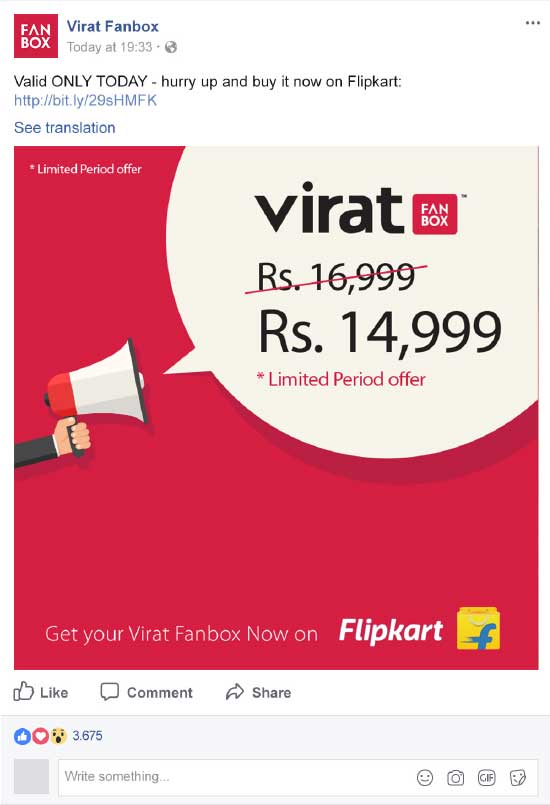 FAN
BOX
Virat Fanbox
Today at 19:33 ·
Valid ONLY TODAY - hurry up and buy it now on Flipkart:
http://bit.ly/29sHMFK
See translation
* Limited Period offer
virat FAN BOX ™
Rs. 16,999
Rs. 14,999
* Limited Period offer
Get your Virat Fanbox Now on Flipkart
Like Comment Share
3.675
Write something...
GIF